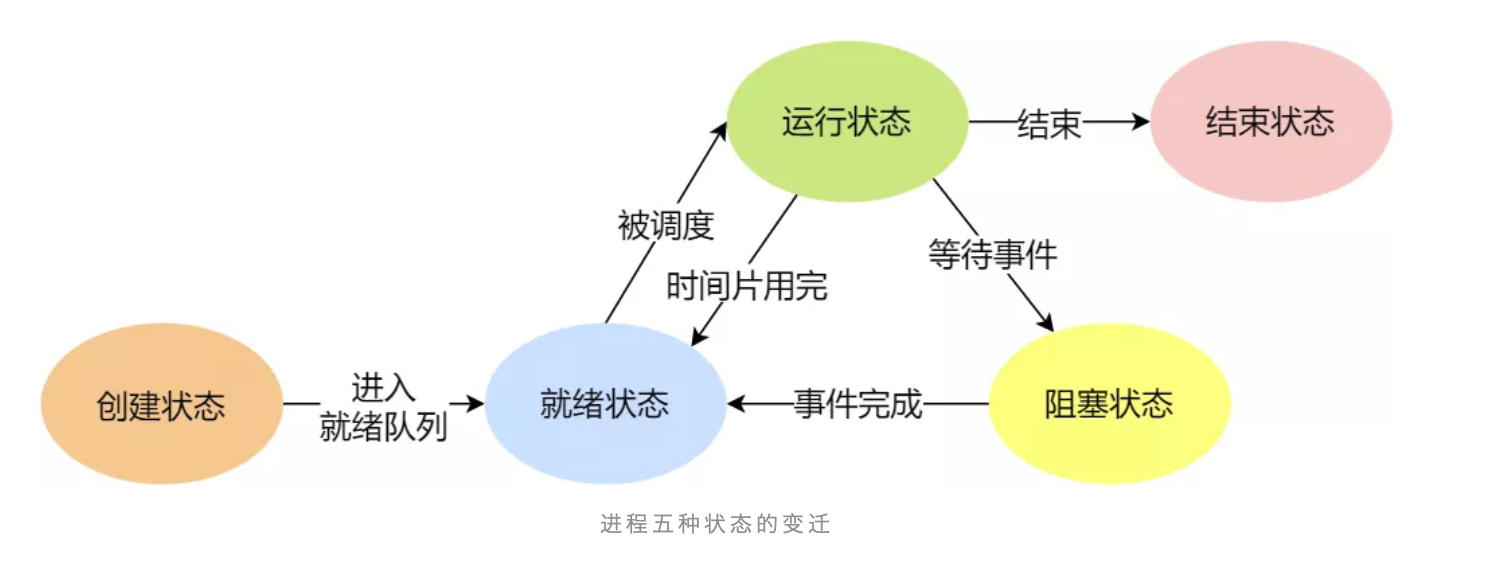 运行状态
结束
结束状态
被调度
时间片用完
等待事件
创建状态
进入
就绪队列
就绪状态
事件完成
阻塞状态
进程五种状态的变迁